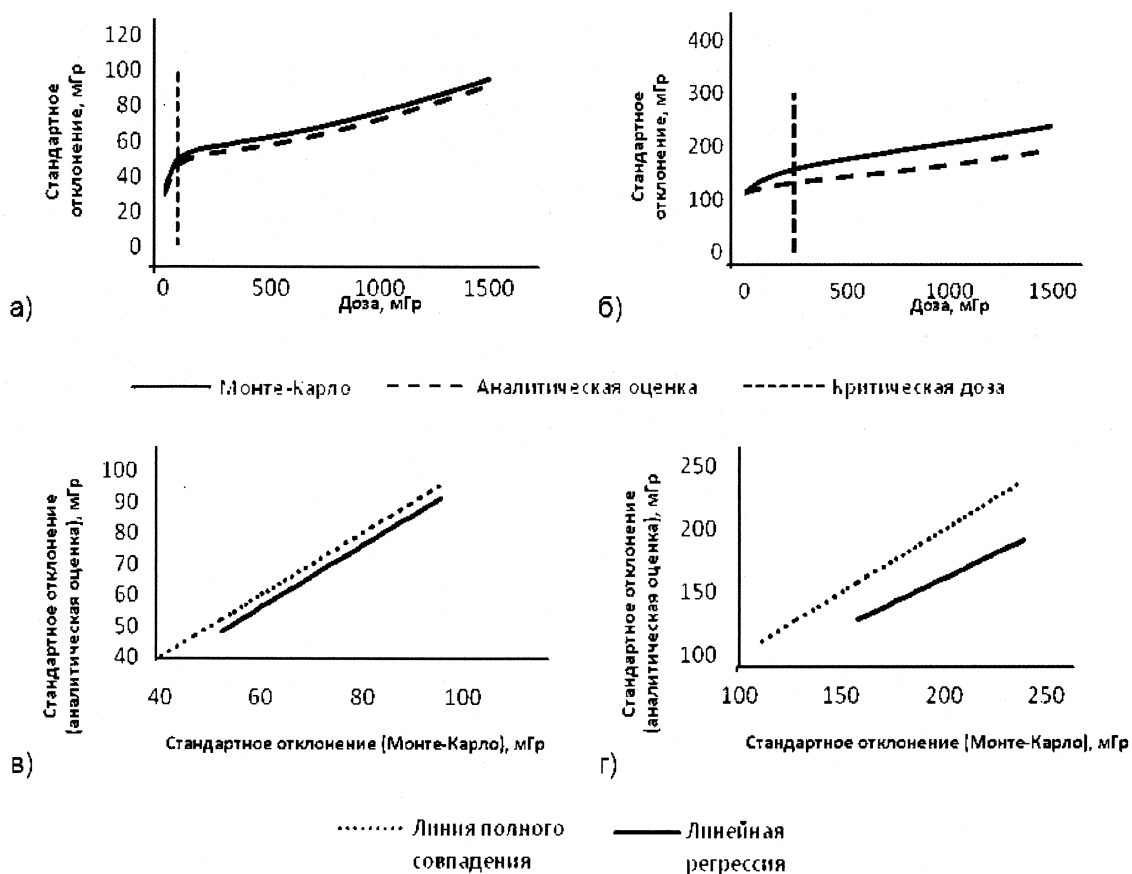 Стандартное
отклонение, мГр
120
100
80
60
40
20
0
0 500 1000 1500
Доза, мГр
а)
Стандартное
отклонение, мГр
400
300
200
100
0
0 500 1000 1500
Доза, мГр
б)
Монте-Карло Аналитическая оценка Критическая доза
Стандартное отклонение
(аналитическая оценка), мГр
100
90
80
70
60
50
40
40 60 80 100
Стандартное отклонение (Монте-Карло), мГр
в)
Стандартное отклонение
(аналитическая оценка), мГр
250
200
150
100
100 150 200 250
Стандартное отклонение (Монте-Карло), мГр
г)
Линия полного
совпадения
Линейная
регрессия